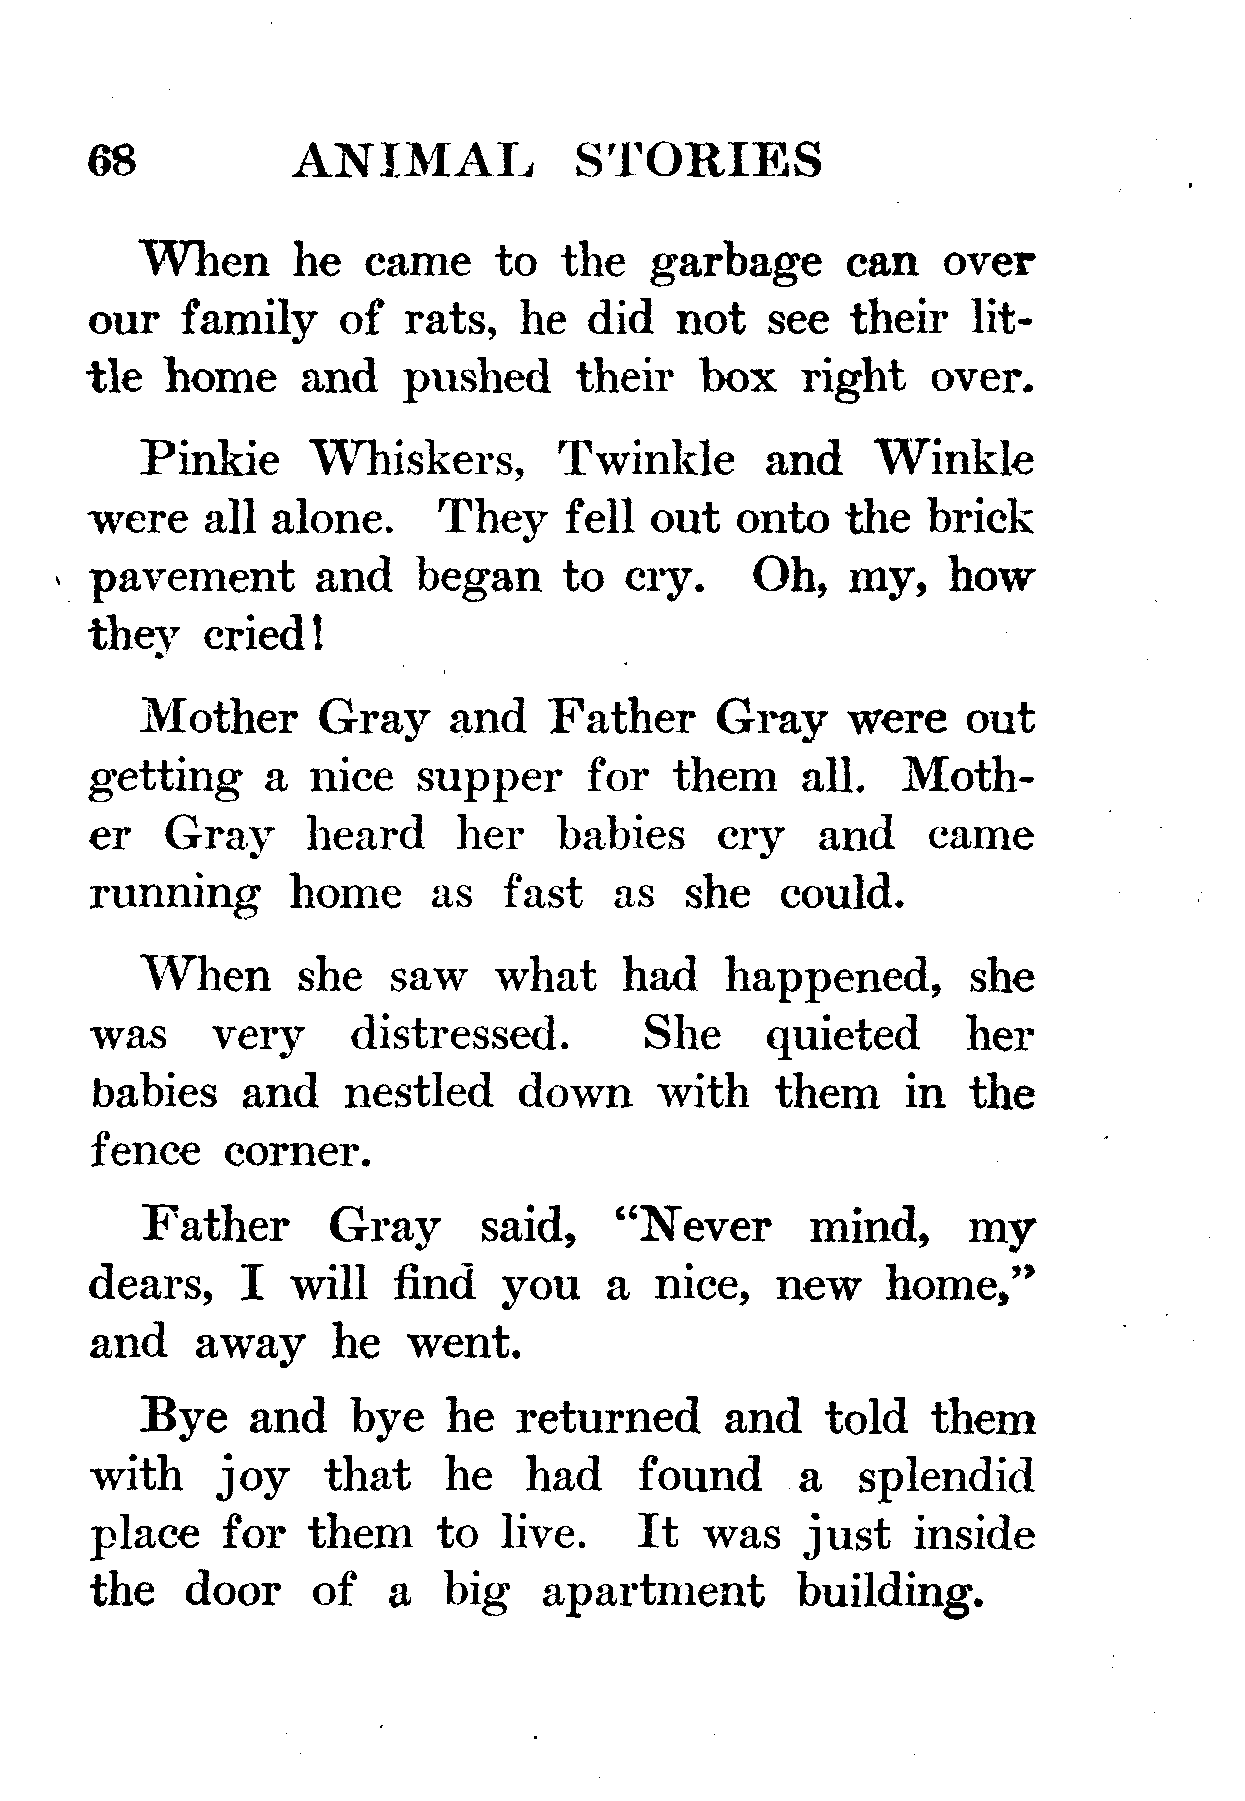 68 ANIMAL STORIES
When he came to the garbage can over
our family of rats, he did not see their lit-
tle home and pushed their box right over.
Pinkie Whiskers, Twinkle and Winkle
were all alone. They fell out onto the brick
pavement and began to cry. Oh, my, how
they cried!
Mother Gray and Father Gray were out
getting a nice supper for them all. Moth-
er Gray heard her babies cry and came
running home as fast as she could.
When she saw what had happened, she
was very distressed. She quieted her
babies and nestled down with them in the
fence corner.
Father Gray said, “Never mind, my
dears, I will find you a nice, new home,”
and away he went.
Bye and bye he returned and told them
with joy that he had found a splendid
place for them to live. It was just inside
the door of a big apartment building.